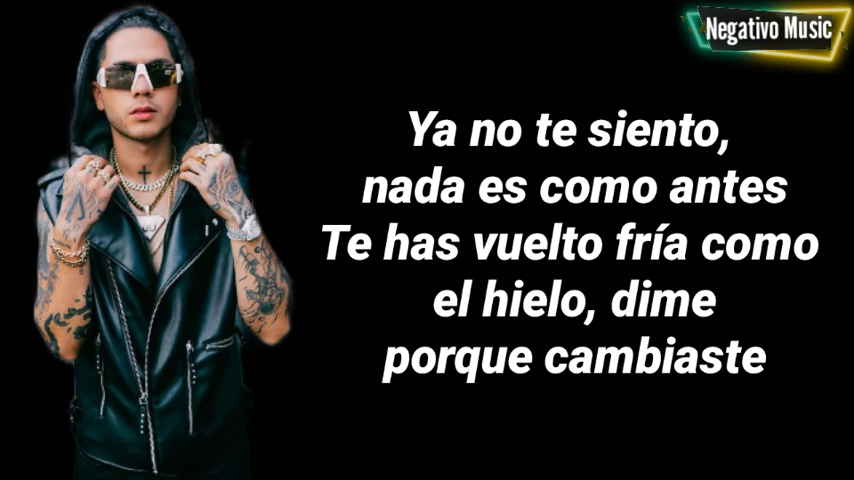 Negativo Music
Ya no te siento,
nada es como antes
Te has vuelto fría como
el hielo, dime
porque cambiaste